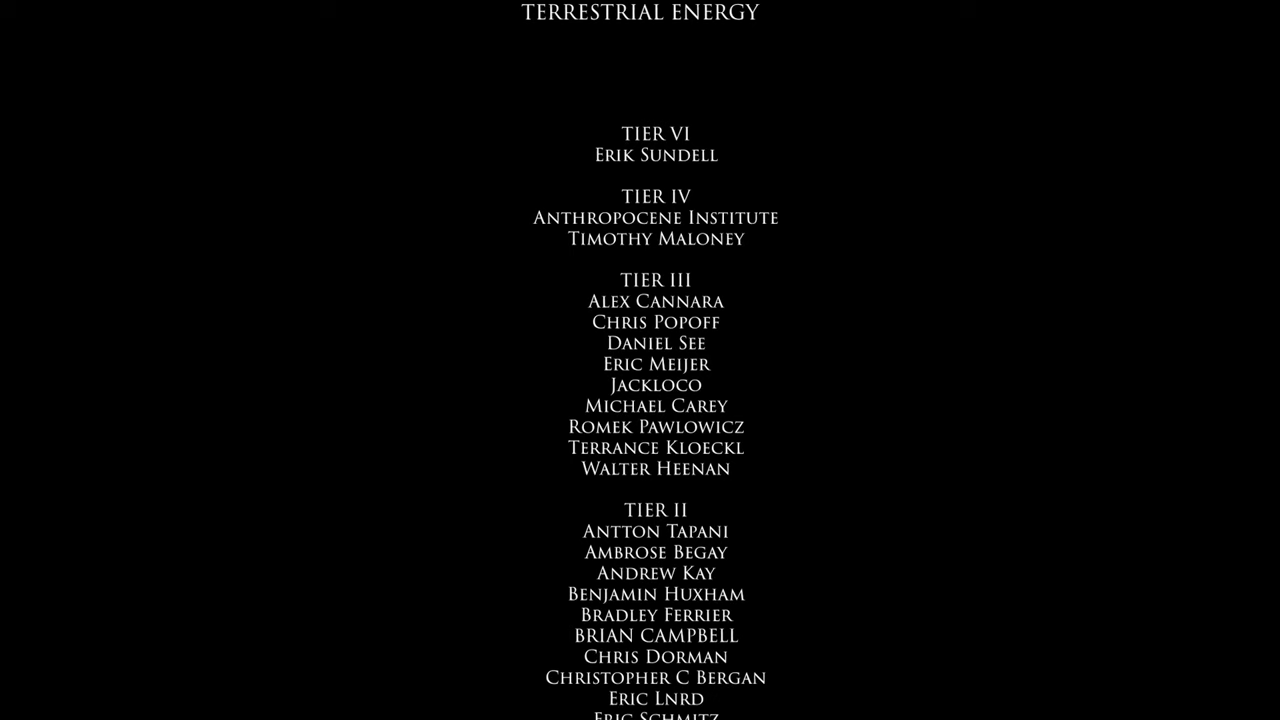 TERRESTRIAL ENERGY
TIER VI
ERIK SUNDELL
TIER IV
ANTHROPOCENE INSTITUTE
TIMOTHY MALONEY
TIER III
ALEX CANNARA
CHRIS POPOFF
DANIEL SEE
ERIC MEIJER
JACKLOCO
MICHAEL CAREY
ROMEK PAWLOWICZ
TERRANCE KLOECKL
WALTER HEENAN
TIER II
ANTTON TAPANI
AMBROSE BEGAY
ANDREW KAY
BENJAMIN HUXHAM
BRADLEY FERRIER
BRIAN CAMPBELL
CHRIS DORMAN
CHRISTOPHER C BERGAN
ERIC LNRD
ERIC SCHMITZ